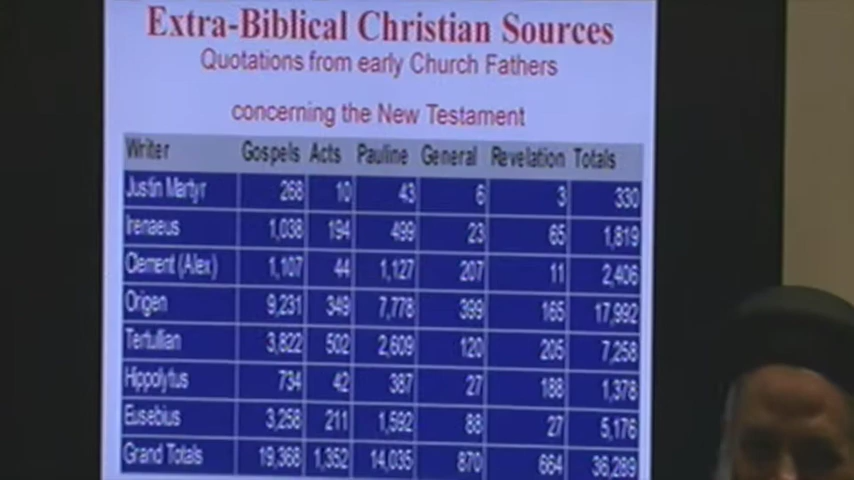 Extra-Biblical Christian Sources
Quotations from early Church Fathers
concerning the New Testament
Writer Gospels Acts Pauline General Revelation Totals
Justin Martyr 268 10 43 6 3 330
Irenaeus 1,038 194 499 23 65 1,819
Clement (Alex) 1,107 44 1,127 207 11 2,406
Origen 9,231 349 7,778 399 165 17,992
Tertullian 3,822 502 2,609 120 205 7,258
Hippolytus 734 42 387 27 188 1,378
Eusebius 3,258 211 1,592 88 27 5,176
Grand Totals 19,368 1,352 14,035 870 664 36,289